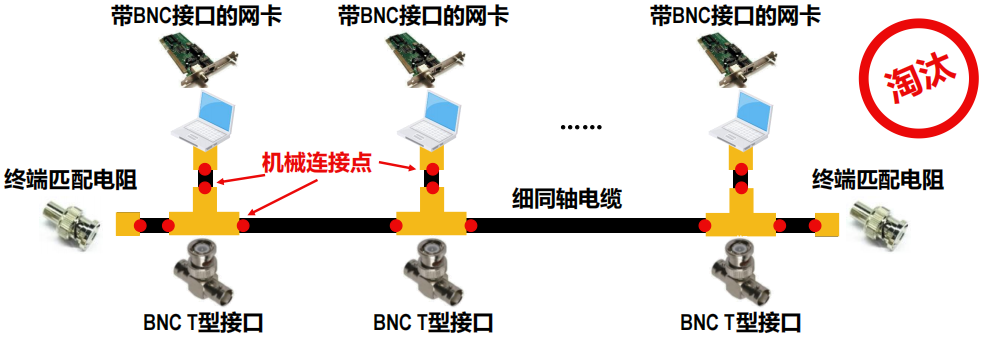 带BNC接口的网卡
带BNC接口的网卡
带BNC接口的网卡
淘汰
......
机械连接点
终端匹配电阻
细同轴电缆
终端匹配电阻
BNC T型接口
BNC T型接口
BNC T型接口